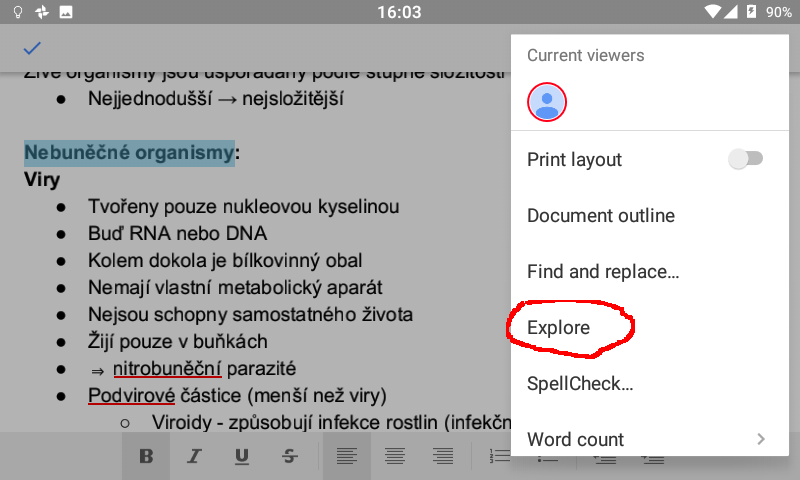 16:03
90%
Current viewers
Živé organismy jsou uspořádány podle stupně složitosti
● Nejjednodušší → nejsložitější
Nebuněčné organismy:
Viry
● Tvořeny pouze nukleovou kyselinou
● Buď RNA nebo DNA
● Kolem dokola je bílkovinný obal
● Nemají vlastní metabolický aparát
● Nejsou schopny samostatného života
● Žijí pouze v buňkách
● ⇒ nitrobuněční parazité
● Podvirové částice (menší než viry)
○ Viroidy - způsobují infekce rostlin (infekčn
Print layout
Document outline
Find and replace...
Explore
SpellCheck...
Word count
B I U S